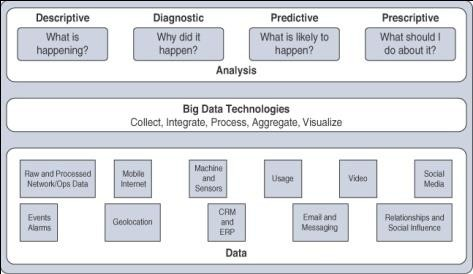 Descriptive Diagnostic Predictive Prescriptive
What is happening?
Why did it happen?
What is likely to happen?
What should I do about it?
Analysis
Big Data Technologies
Collect, Integrate, Process, Aggregate, Visualize
Raw and Processed Network/Ops Data
Mobile Internet
Machine and Sensors
Usage
Video
Social Media
Events Alarms
Geolocation
CRM and ERP
Email and Messaging
Relationships and Social Influence
Data